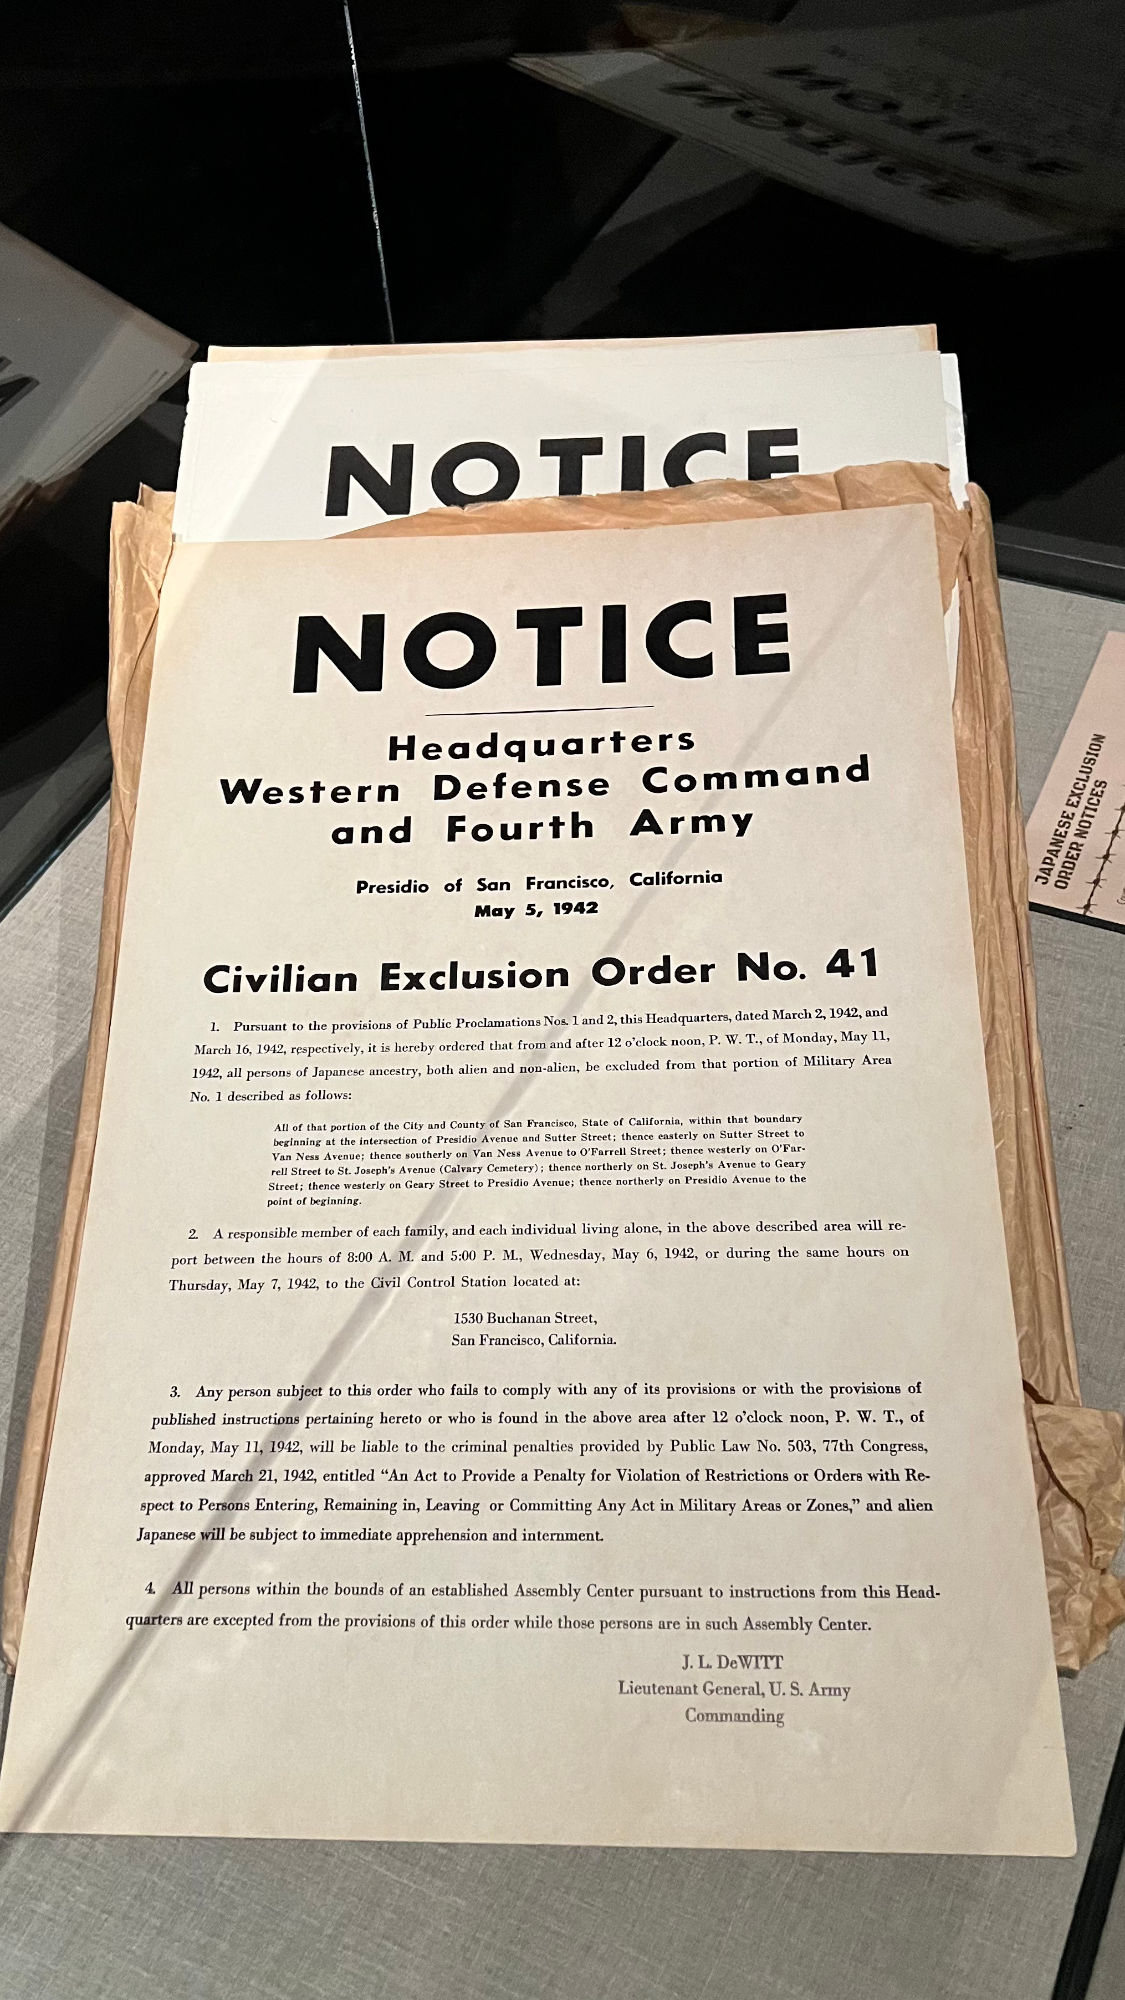 NOTICE
NOTICE
NOTICE
NOTICE
Headquarters
Western Defense Command
and Fourth Army
Presidio of San Francisco, California
May 5, 1942
Civilian Exclusion Order No. 41
1. Pursuant to the provisions of Public Proclamations Nos. 1 and 2, this Headquarters, dated March 2, 1942, and
March 16, 1942, respectively, it is hereby ordered that from and after 12 o'clock noon, P. W. T., of Monday, May 11,
1942, all persons of Japanese ancestry, both alien and non-alien, be excluded from that portion of Military Area
No. 1 described as follows:
All of that portion of the City and County of San Francisco, State of California, within that boundary
beginning at the intersection of Presidio Avenue and Sutter Street; thence easterly on Sutter Street to
Van Ness Avenue; thence southerly on Van Ness Avenue to O'Farrell Street; thence westerly on O'Far-
rell Street to St. Joseph's Avenue (Calvary Cemetery); thence northerly on St. Joseph's Avenue to Geary
Street; thence westerly on Geary Street to Presidio Avenue; thence northerly on Presidio Avenue to the
point of beginning.
2. A responsible member of each family, and each individual living alone, in the above described area will re-
port between the hours of 8:00 A. M. and 5:00 P. M., Wednesday, May 6, 1942, or during the same hours on
Thursday, May 7, 1942, to the Civil Control Station located at:
1530 Buchanan Street,
San Francisco, California.
3. Any person subject to this order who fails to comply with any of its provisions or with the provisions of
published instructions pertaining hereto or who is found in the above area after 12 o'clock noon, P. W. T., of
Monday, May 11, 1942, will be liable to the criminal penalties provided by Public Law No. 503, 77th Congress,
approved March 21, 1942, entitled “An Act to Provide a Penalty for Violation of Restrictions or Orders with Re-
spect to Persons Entering, Remaining in, Leaving or Committing Any Act in Military Areas or Zones,” and alien
Japanese will be subject to immediate apprehension and internment.
4. All persons within the bounds of an established Assembly Center pursuant to instructions from this Head-
quarters are excepted from the provisions of this order while those persons are in such Assembly Center.
J. L. DeWITT
Lieutenant General, U. S. Army
Commanding
JAPANESE EXCLUSION
ORDER NOTICES